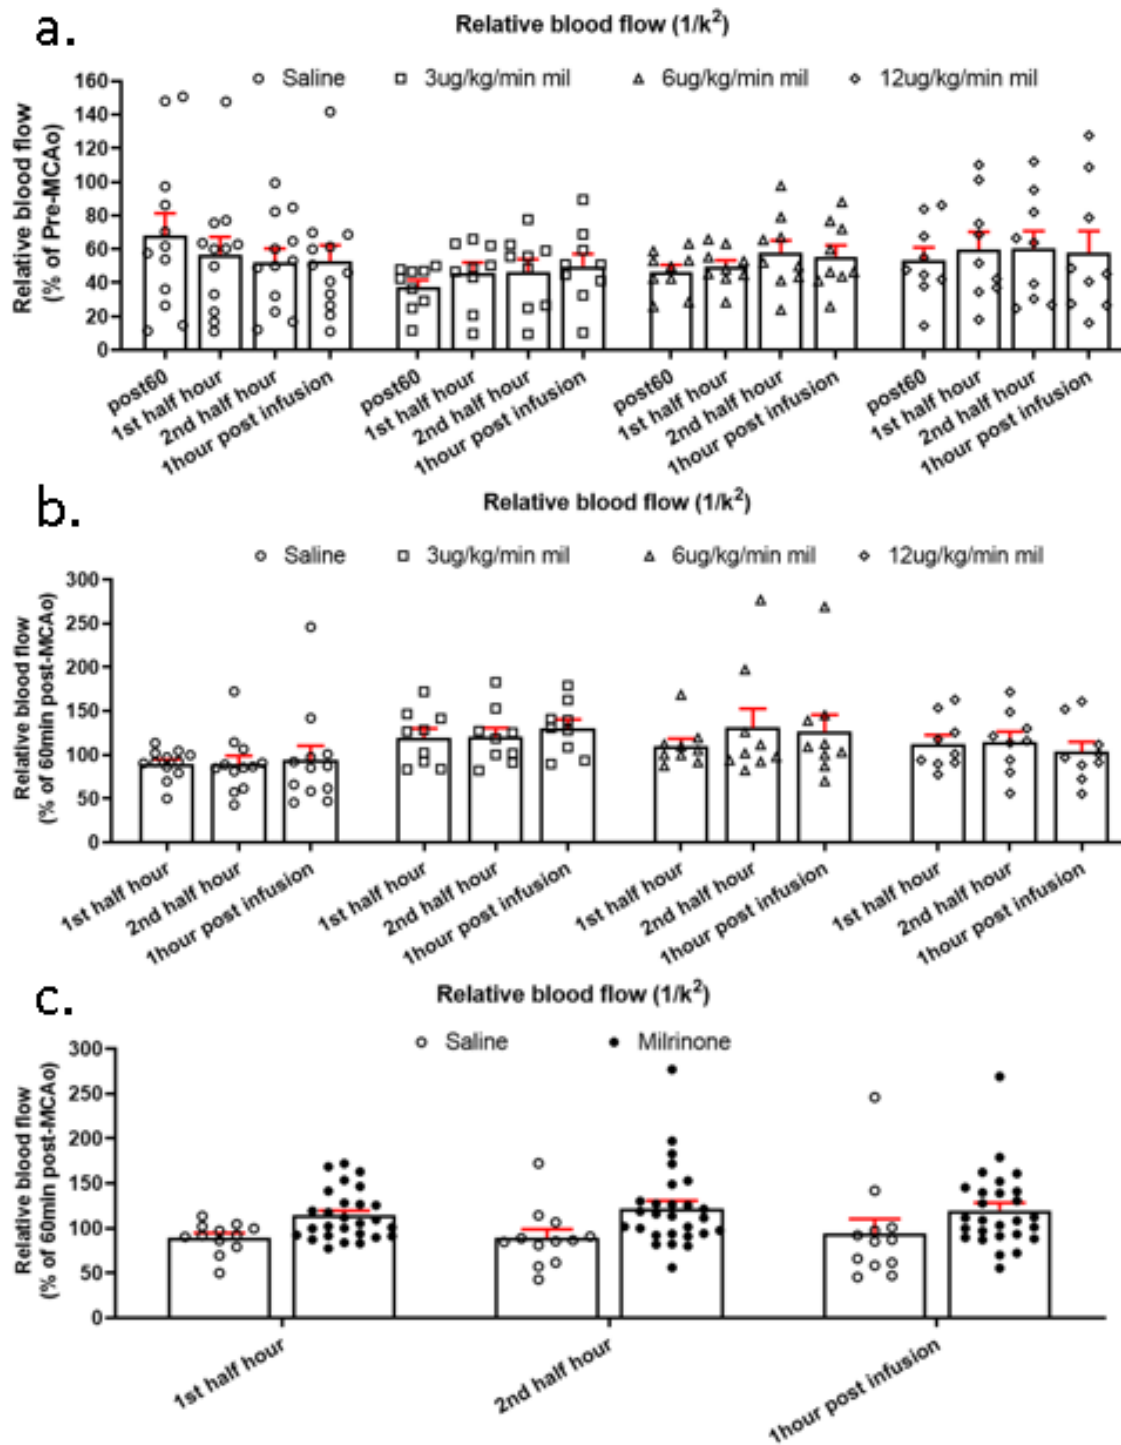 a.
Relative blood flow (1/k²)
Saline 3ug/kg/min mil 6ug/kg/min mil 12ug/kg/min mil
Relative blood flow
(% of Pre-MCAo)
160
140
120
100
80
60
40
20
0
post60 1st half hour 2nd half hour 1hour post infusion post60 1st half hour 2nd half hour 1hour post infusion post60 1st half hour 2nd half hour 1hour post infusion post60 1st half hour 2nd half hour 1hour post infusion
b.
Relative blood flow (1/k²)
Saline 3ug/kg/min mil 6ug/kg/min mil 12ug/kg/min mil
Relative blood flow
(% of 60min post-MCAo)
300
250
200
150
100
50
0
1st half hour 2nd half hour 1hour post infusion 1st half hour 2nd half hour 1hour post infusion 1st half hour 2nd half hour 1hour post infusion 1st half hour 2nd half hour 1hour post infusion
c.
Relative blood flow (1/k²)
Saline Milrinone
Relative blood flow
(% of 60min post-MCAo)
300
250
200
150
100
50
0
1st half hour 2nd half hour 1hour post infusion